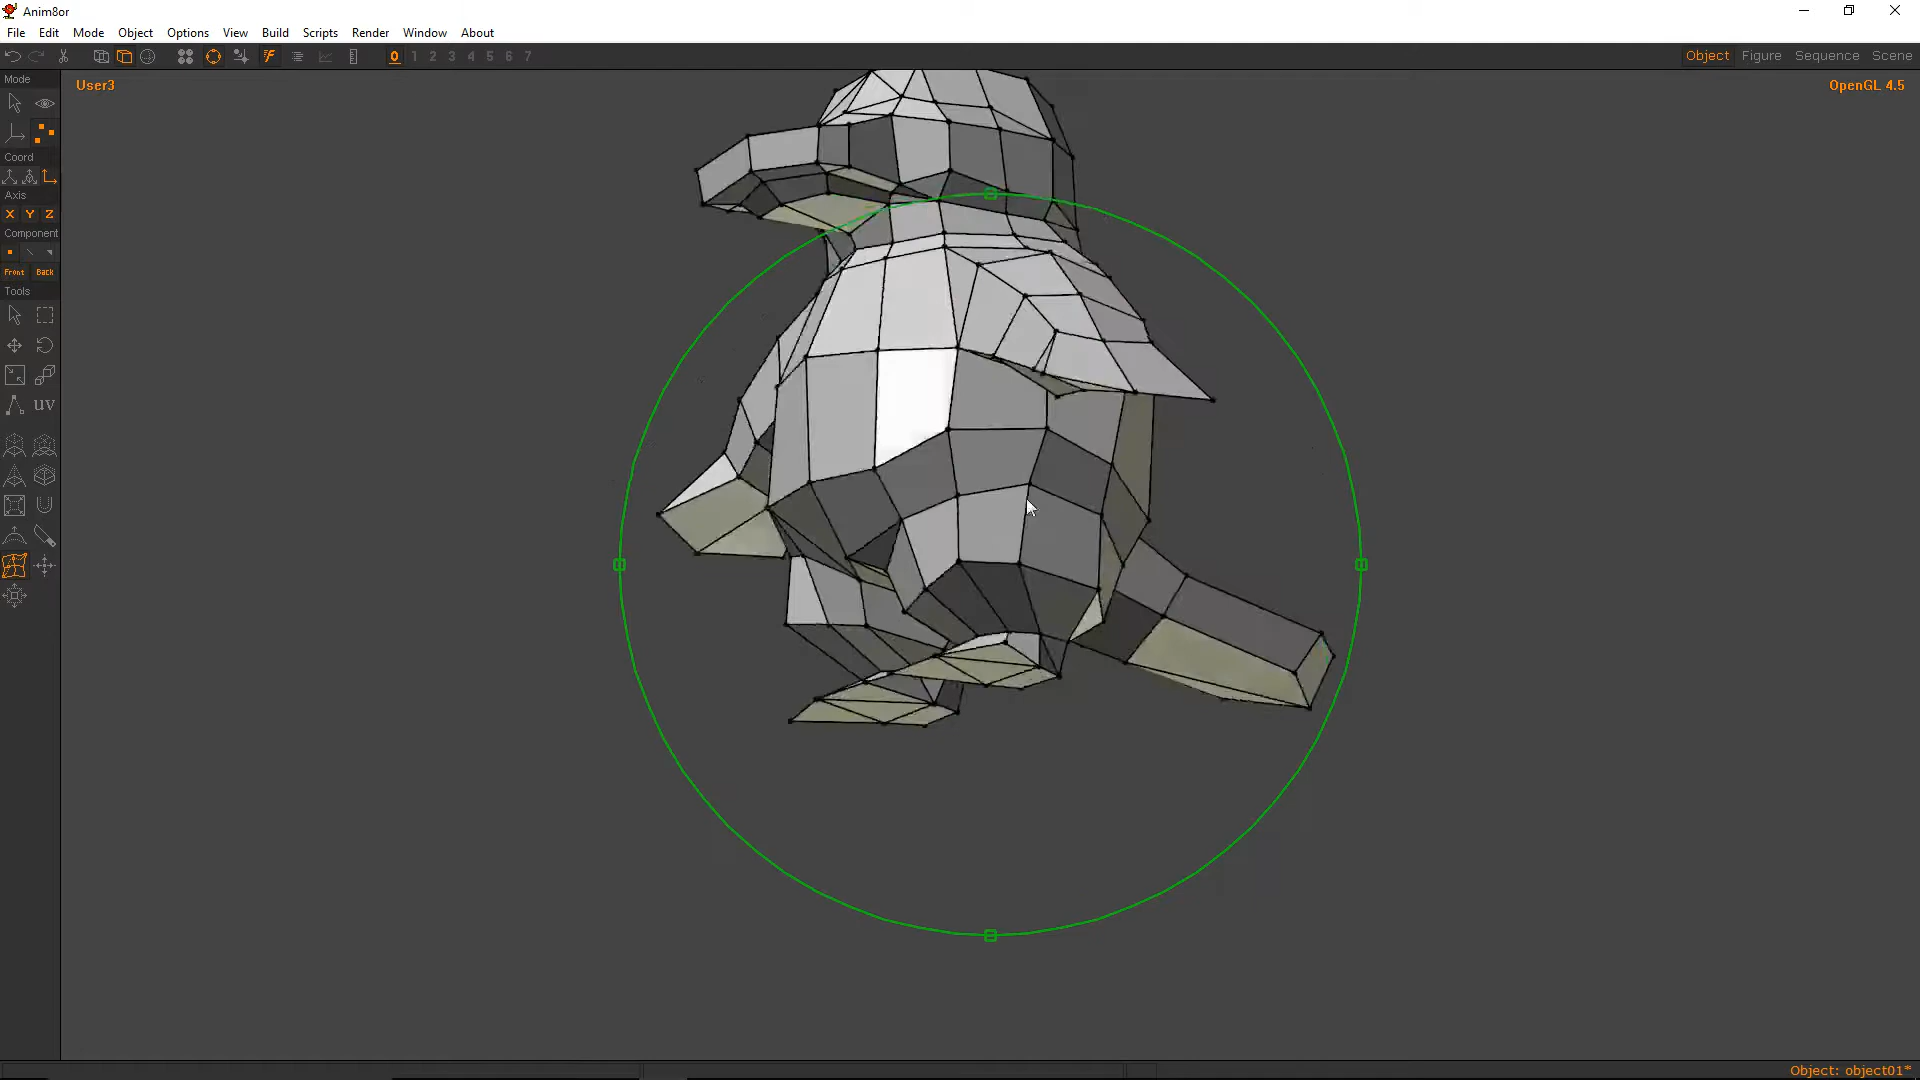 Anim8or
File Edit Mode Object Options View Build Scripts Render Window About
0 1 2 3 4 5 6 7
Object Figure Sequence Scene
Mode
User3
OpenGL 4.5
Coord
Axis
X Y Z
Component
Front Back
Tools
UV
Object: object01*